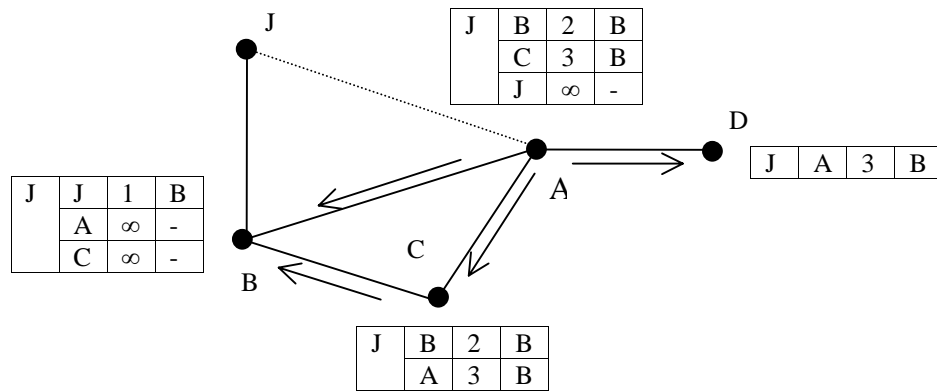 J
J B 2 B
C 3 B
J ∞ -
D
J A 3 B
A
J J 1 B
A ∞ -
C ∞ -
C
B
J B 2 B
A 3 B